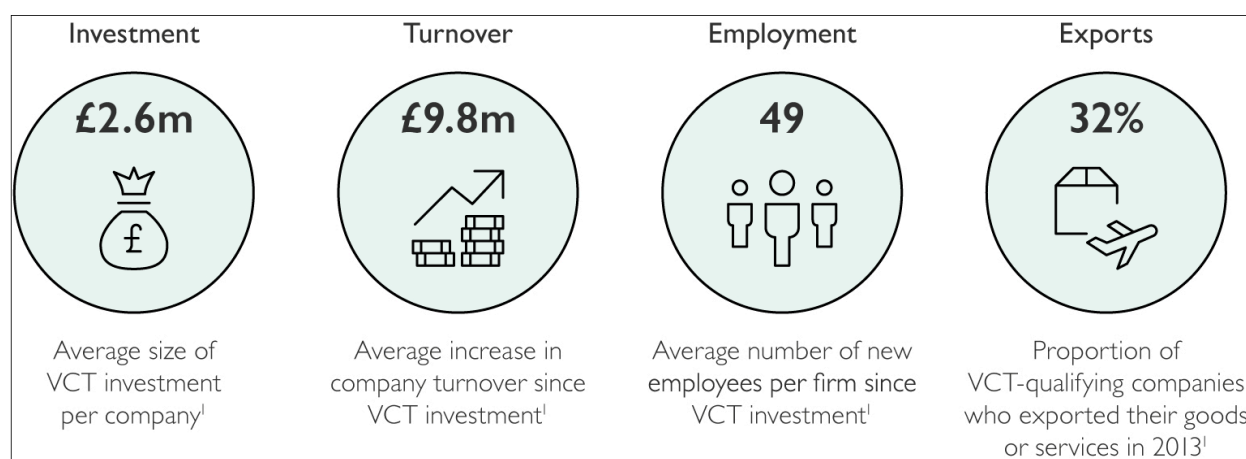 Investment
£2.6m
£
Average size of
VCT investment
per company¹
Turnover
£9.8m
Average increase in
company turnover since
VCT investment¹
Employment
49
Average number of new
employees per firm since
VCT investment¹
Exports
32%
Proportion of
VCT-qualifying companies
who exported their goods
or services in 2013¹